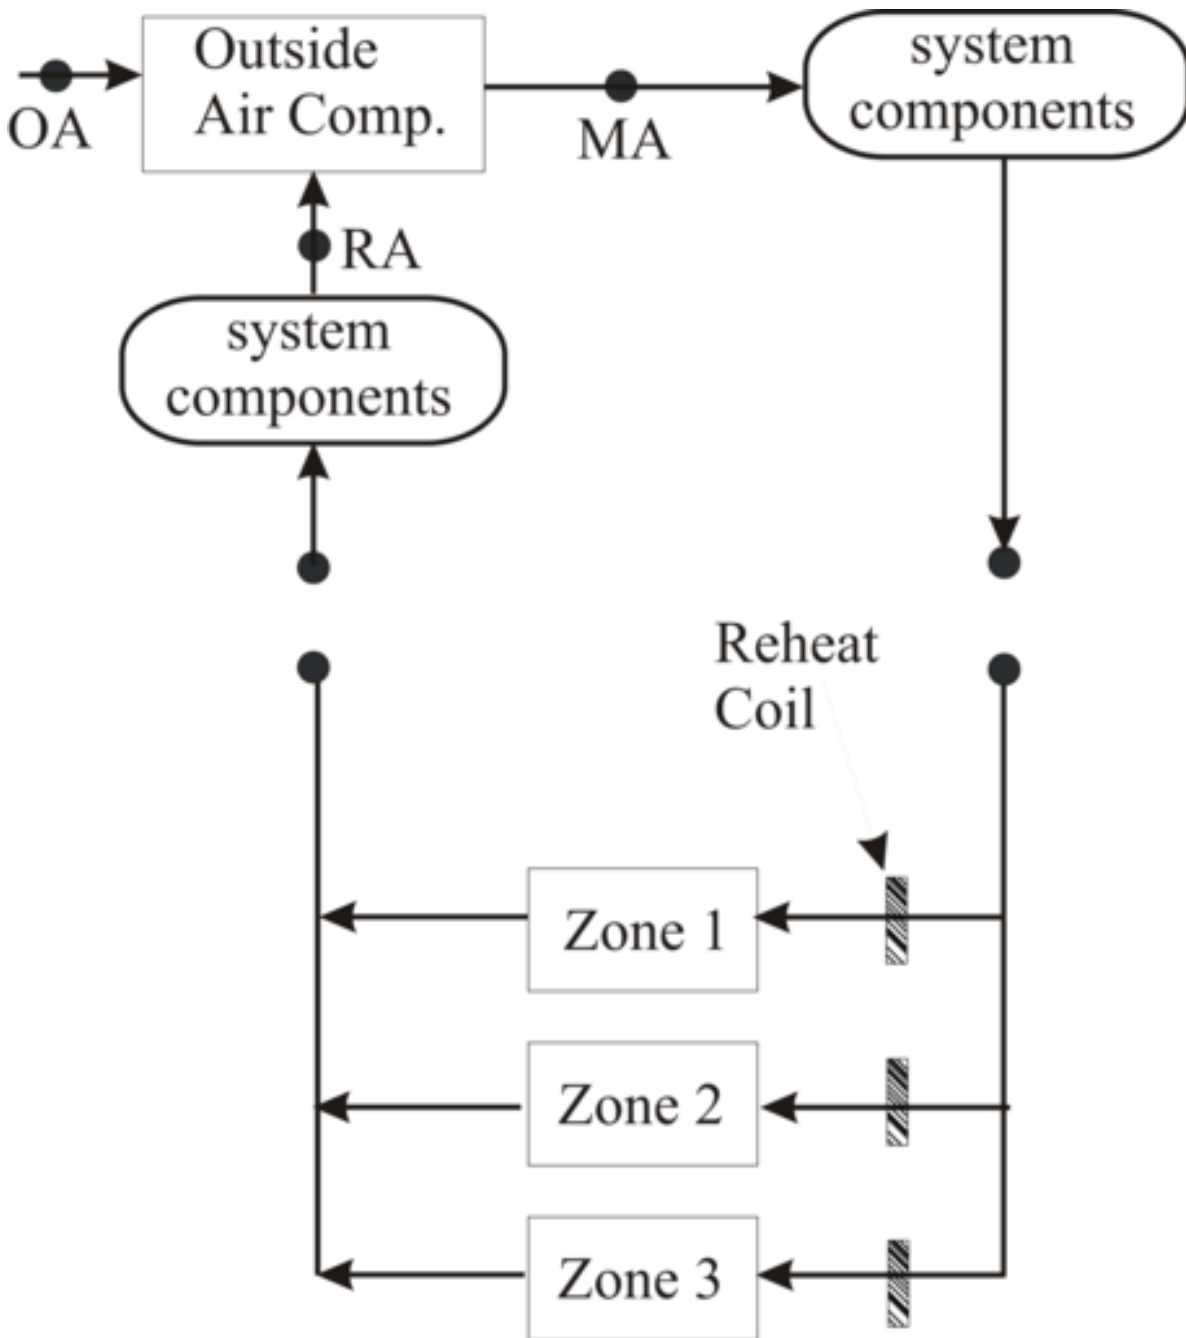 Outside
Air Comp.
system
components
OA
MA
RA
system
components
Reheat
Coil
Zone 1
Zone 2
Zone 3